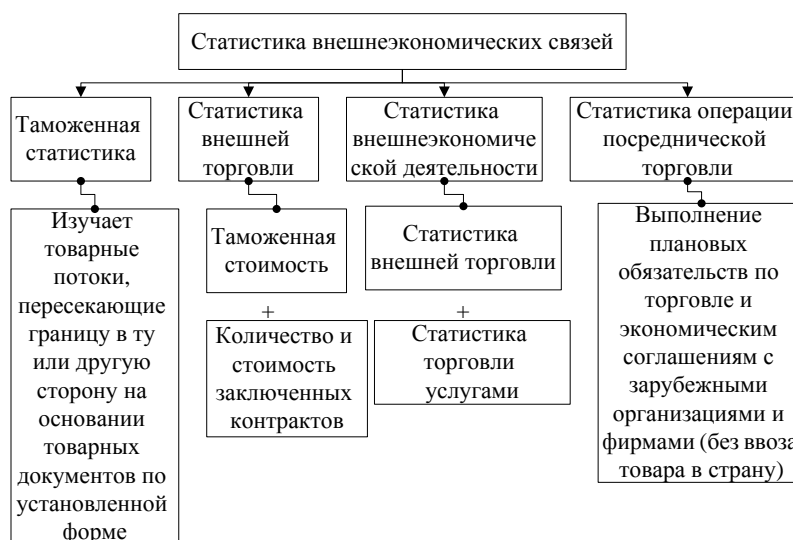 Статистика внешнеэкономических связей
Таможенная
статистика
Статистика
внешней
торговли
Статистика
внешнеэкономиче
ской деятельности
Статистика операции
посреднической
торговли
Изучает
товарные
потоки,
пересекающие
границу в ту
или другую
сторону на
основании
товарных
документов по
установленной
форме
Таможенная
стоимость
+
Количество и
стоимость
заключенных
контрактов
Статистика
внешней торговли
+
Статистика
торговли
услугами
Выполнение
плановых
обязательств по
торговле и
экономическим
соглашениям с
зарубежными
организациями и
фирмами (без ввоза
товара в страну)